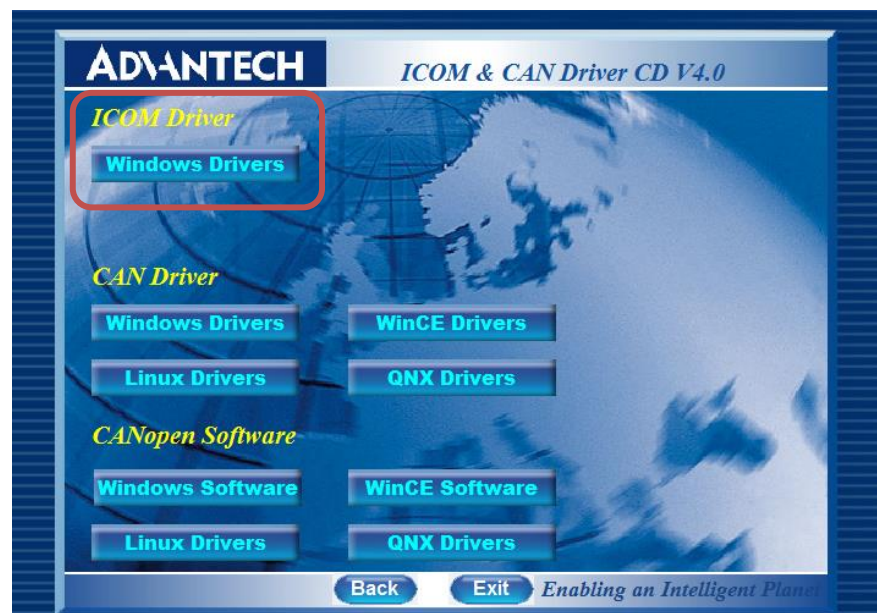 ADVANTECH
ICOM & CAN Driver CD V4.0
ICOM Driver
Windows Drivers
CAN Driver
Windows Drivers WinCE Drivers
Linux Drivers QNX Drivers
CANopen Software
Windows Software WinCE Software
Linux Drivers QNX Drivers
Back Exit Enabling an Intelligent Planet